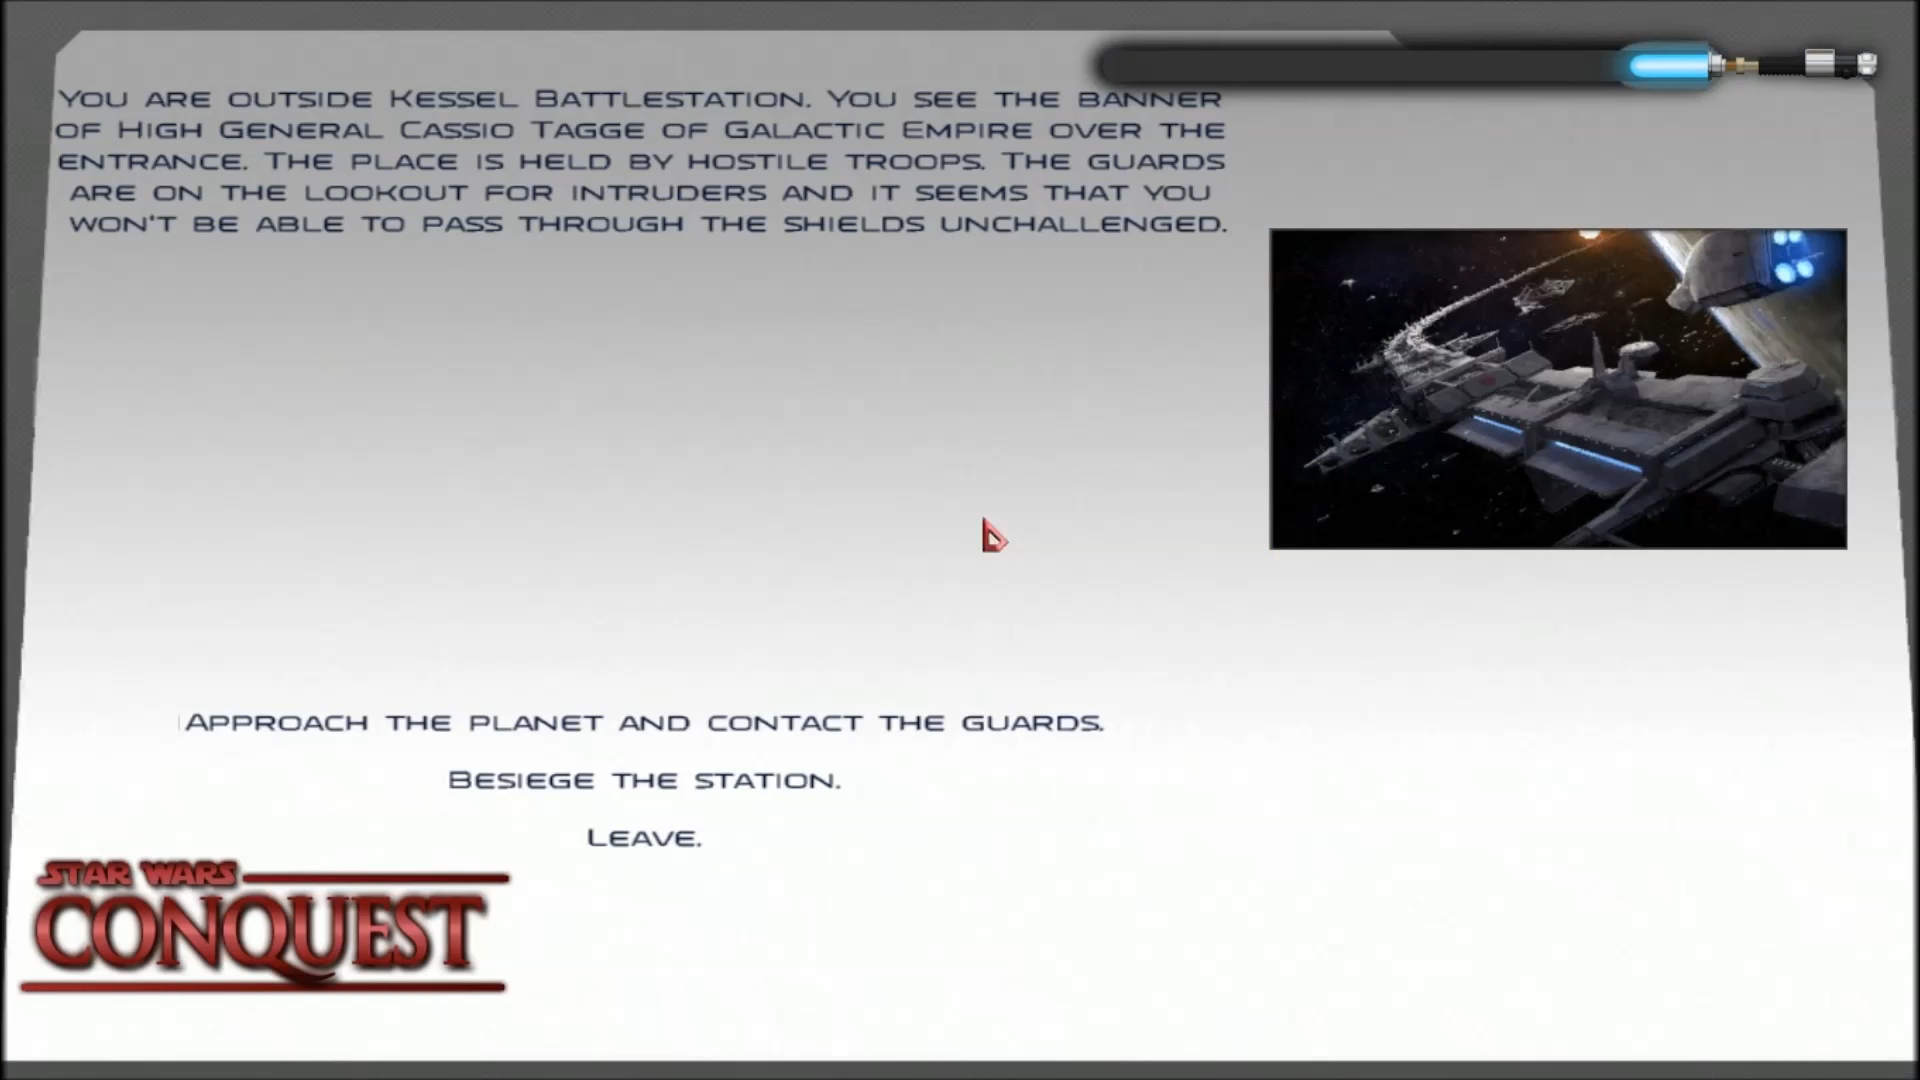 You are outside Kessel Battlestation. You see the banner
of High General Cassio Tagge of Galactic Empire over the
entrance. The place is held by hostile troops. The guards
are on the lookout for intruders and it seems that you
won't be able to pass through the shields unchallenged.
Approach the planet and contact the guards.
Besiege the station.
Leave.
STAR WARS
CONQUEST